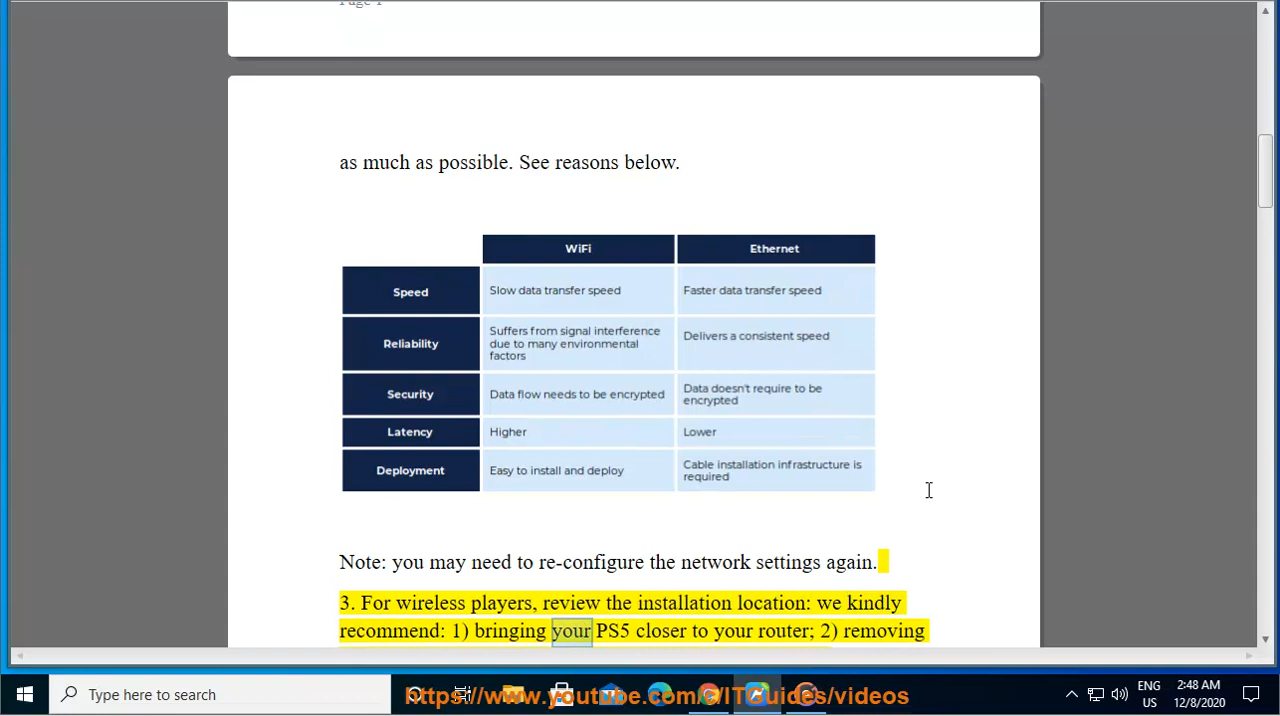 Page 1
as much as possible. See reasons below.
WiFi Ethernet
Speed Slow data transfer speed Faster data transfer speed
Reliability Suffers from signal interference due to many environmental factors Delivers a consistent speed
Security Data flow needs to be encrypted Data doesn't require to be encrypted
Latency Higher Lower
Deployment Easy to install and deploy Cable installation infrastructure is required
Note: you may need to re-configure the network settings again.
3. For wireless players, review the installation location: we kindly
recommend: 1) bringing your PS5 closer to your router; 2) removing
Type here to search
https://www.youtube.com/@ITGuides/videos
ENG
US
2:48 AM
12/8/2020